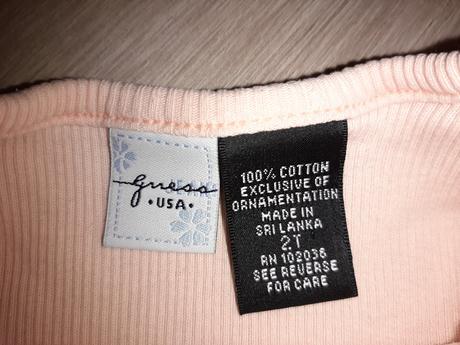 guess
• USA •
100% COTTON
EXCLUSIVE OF
ORNAMENTATION
MADE IN
SRI LANKA
2T
RN 102036
SEE REVERSE
FOR CARE